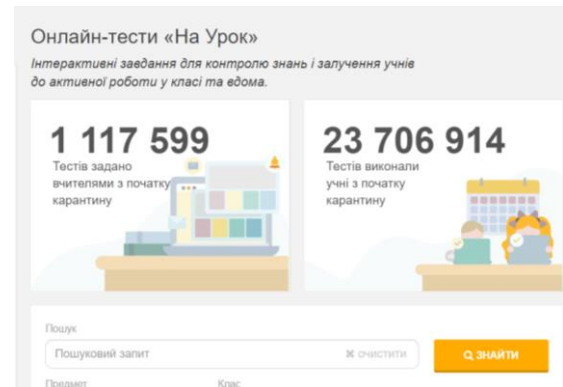 Онлайн-тести «На Урок»
Інтерактивні завдання для контролю знань і залучення учнів
до активної роботи у класі та вдома.
1 117 599
Тестів задано
вчителями з початку
карантину
23 706 914
Тестів виконали
учні з початку
карантину
Пошук
Пошуковий запит
✖ ОЧИСТИТИ
ЗНАЙТИ
Предмет Клас